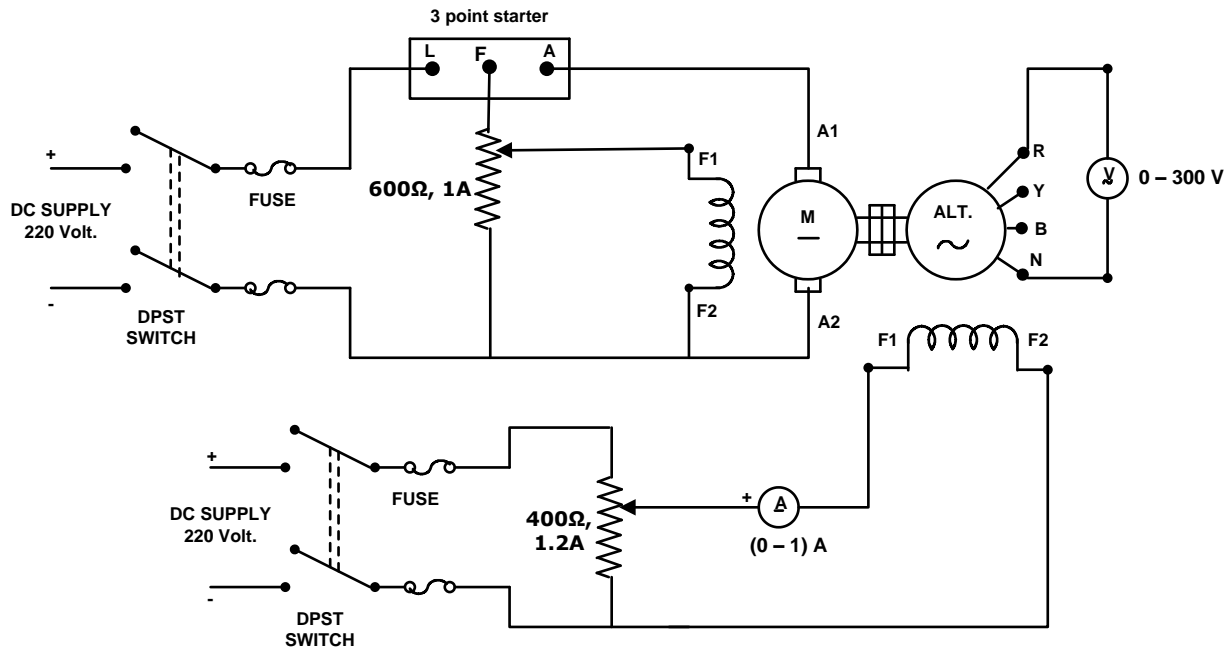 3 point starter
L F A
A1
+
FUSE
600Ω, 1A
F1
M
ALT.
R
Y
B
N
V
0 – 300 V
DC SUPPLY
220 Volt.
-
DPST
SWITCH
F2
A2
F1 F2
+
FUSE
DC SUPPLY
220 Volt.
400Ω,
1.2A
+
A
(0 – 1) A
-
DPST
SWITCH